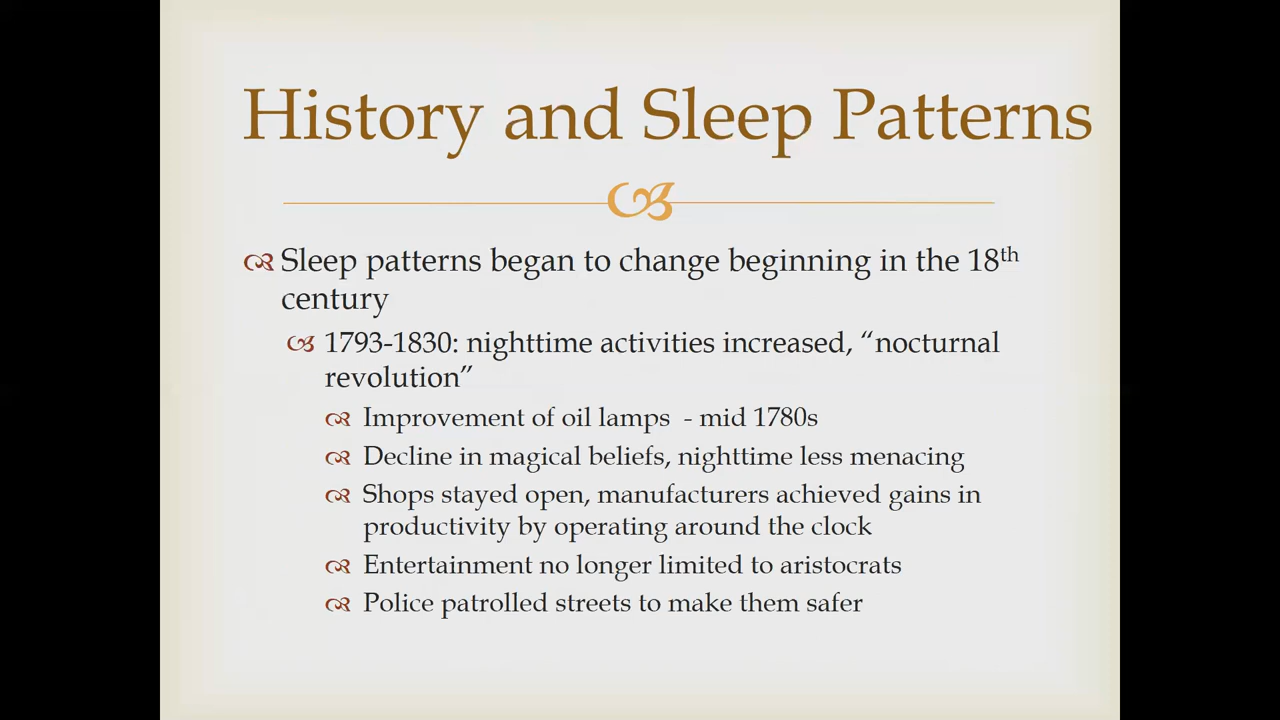 History and Sleep Patterns
Sleep patterns began to change beginning in the 18th
century
1793-1830: nighttime activities increased, “nocturnal
revolution”
Improvement of oil lamps - mid 1780s
Decline in magical beliefs, nighttime less menacing
Shops stayed open, manufacturers achieved gains in
productivity by operating around the clock
Entertainment no longer limited to aristocrats
Police patrolled streets to make them safer